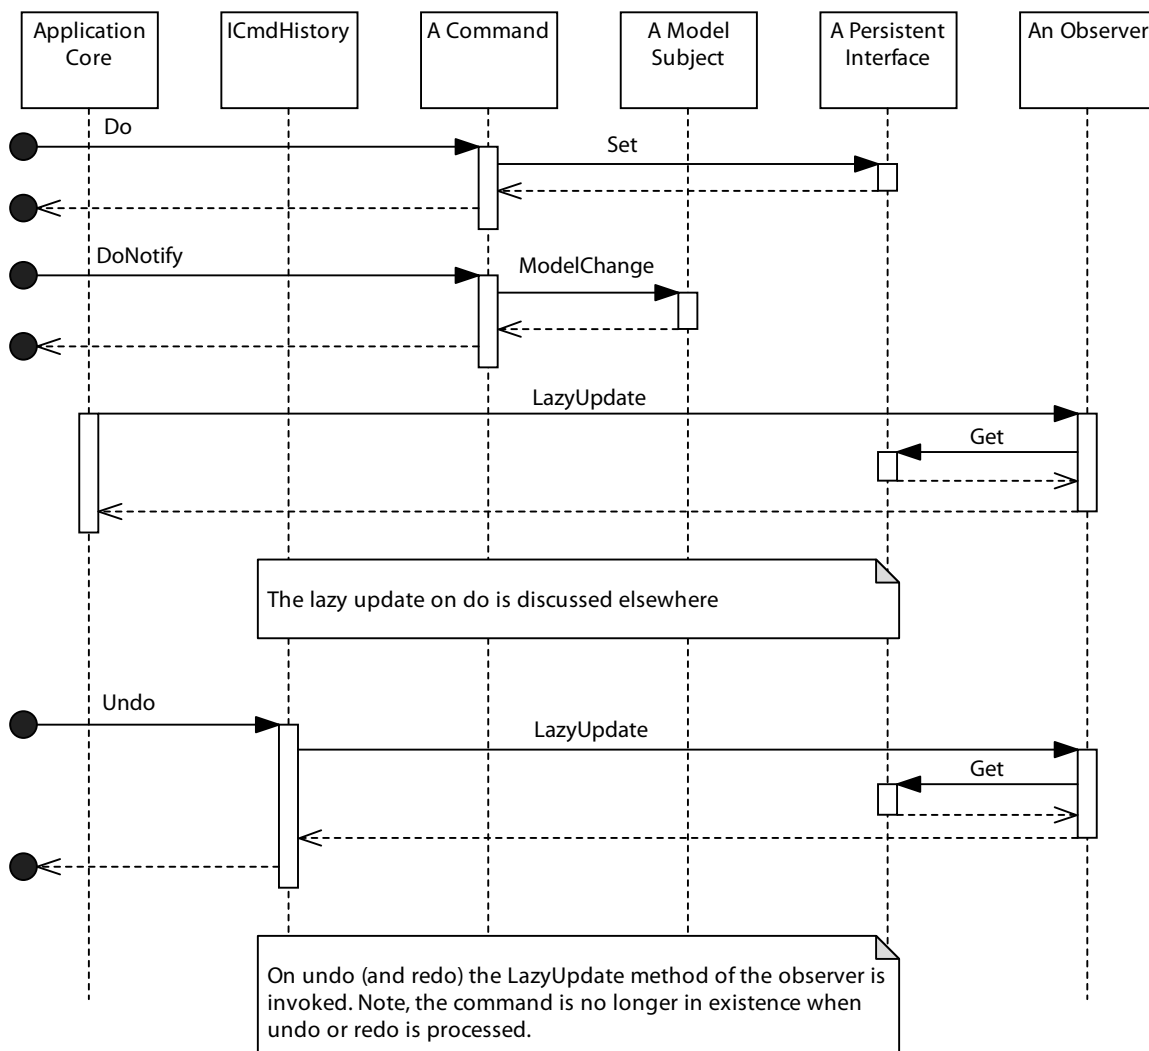 Application
Core
ICmdHistory
A Command
A Model
Subject
A Persistent
Interface
An Observer
Do
Set
DoNotify
ModelChange
LazyUpdate
Get
The lazy update on do is discussed elsewhere
Undo
LazyUpdate
Get
On undo (and redo) the LazyUpdate method of the observer is
invoked. Note, the command is no longer in existence when
undo or redo is processed.